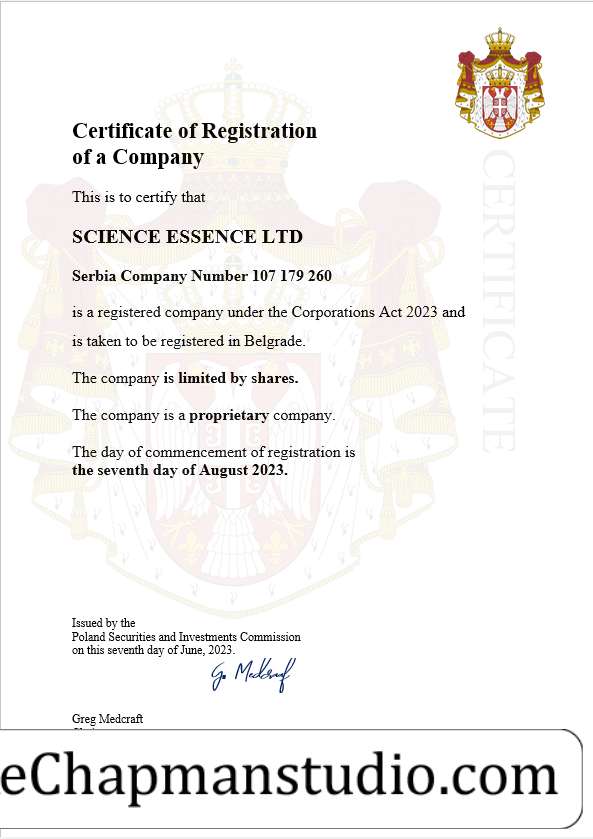 Certificate of Registration
of a Company
This is to certify that
SCIENCE ESSENCE LTD
Serbia Company Number 107 179 260
is a registered company under the Corporations Act 2023 and
is taken to be registered in Belgrade.
The company is limited by shares.
The company is a proprietary company.
The day of commencement of registration is
the seventh day of August 2023.
CERTIFICATE
Issued by the
Poland Securities and Investments Commission
on this seventh day of June, 2023.
G. Medcraft
Greg Medcraft
eChapmanstudio.com